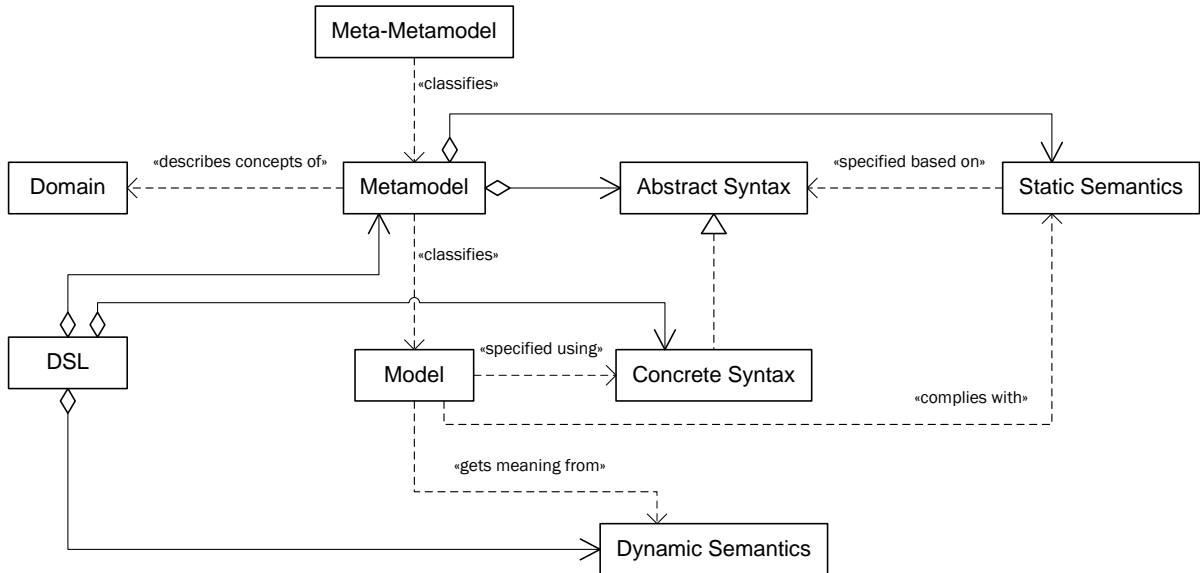 Meta-Metamodel
«classifies»
«describes concepts of»
«specified based on»
Domain
Metamodel
Abstract Syntax
Static Semantics
«classifies»
«specified using»
DSL
Model
Concrete Syntax
«complies with»
«gets meaning from»
Dynamic Semantics